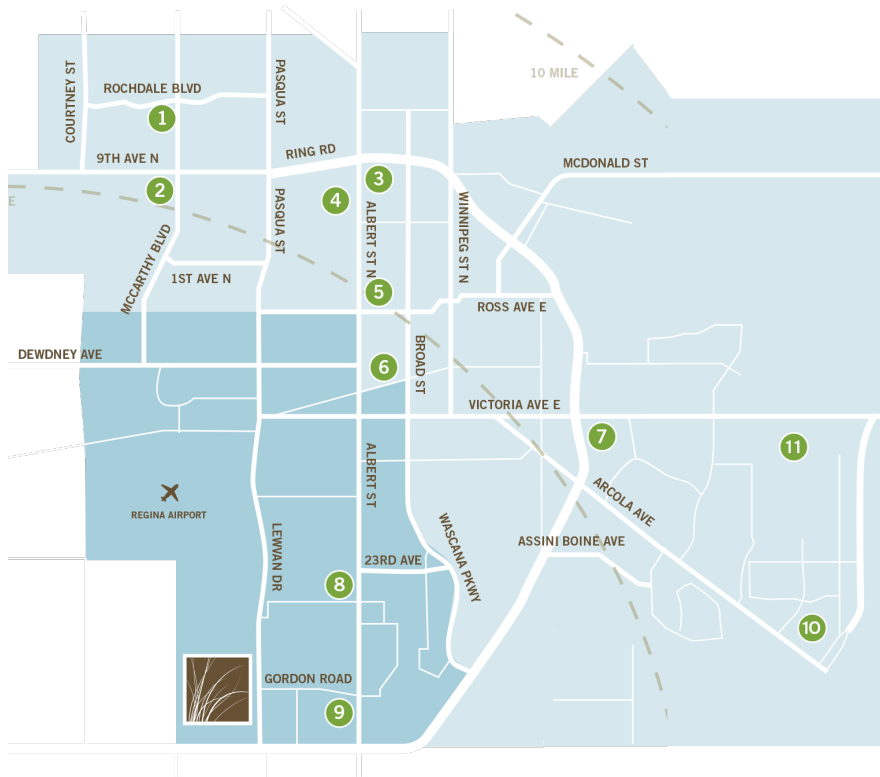 10 MILE
COURTNEY ST
ROCHDALE BLVD
PASQUA ST
1
9TH AVE N
RING RD
MCDONALD ST
2
3
4
E
PASQUA ST
ALBERT ST N
WINNIPEG ST N
MCCARTHY BLVD
1ST AVE N
5
ROSS AVE E
DEWDNEY AVE
6
BROAD ST
VICTORIA AVE E
7
11
ALBERT ST
REGINA AIRPORT
ARCOLA AVE
WASCANA PKWY
LEWVAN DR
ASSINI BOINE AVE
23RD AVE
8
10
GORDON ROAD
9